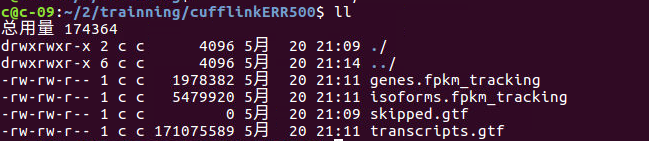 c@c-09:~/2/trainning/cufflinkERR500$ ll
总用量 174364
drwxrwxr-x 2 c c 4096 5月 20 21:09 ./
drwxrwxr-x 6 c c 4096 5月 20 21:14 ../
-rw-rw-r-- 1 c c 1978382 5月 20 21:11 genes.fpkm_tracking
-rw-rw-r-- 1 c c 5479920 5月 20 21:11 isoforms.fpkm_tracking
-rw-rw-r-- 1 c c 0 5月 20 21:09 skipped.gtf
-rw-rw-r-- 1 c c 171075589 5月 20 21:11 transcripts.gtf